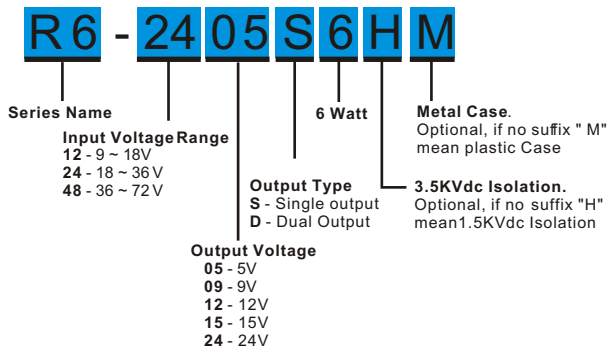 R6 - 2405S6HM
Series Name
Input Voltage Range
12 - 9 ~ 18V
24 - 18 ~ 36V
48 - 36 ~ 72V
Output Voltage
05 - 5V
09 - 9V
12 - 12V
15 - 15V
24 - 24V
Output Type
S - Single output
D - Dual Output
6 Watt
Metal Case.
Optional, if no suffix " M"
mean plastic Case
3.5KVdc Isolation.
Optional, if no suffix "H"
mean1.5KVdc Isolation